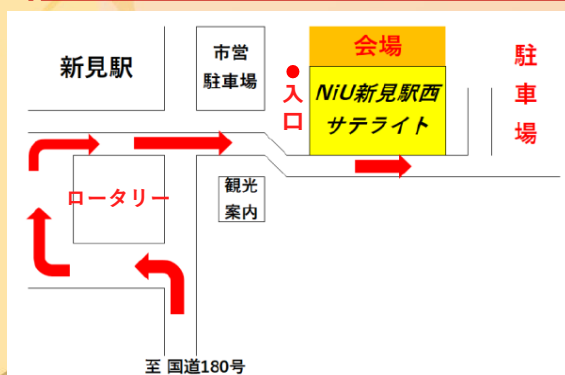 新見駅
市営
駐車場
会場
入口
NiU新見駅西
サテライト
駐車場
ロータリー
観光
案内
至 国道180号